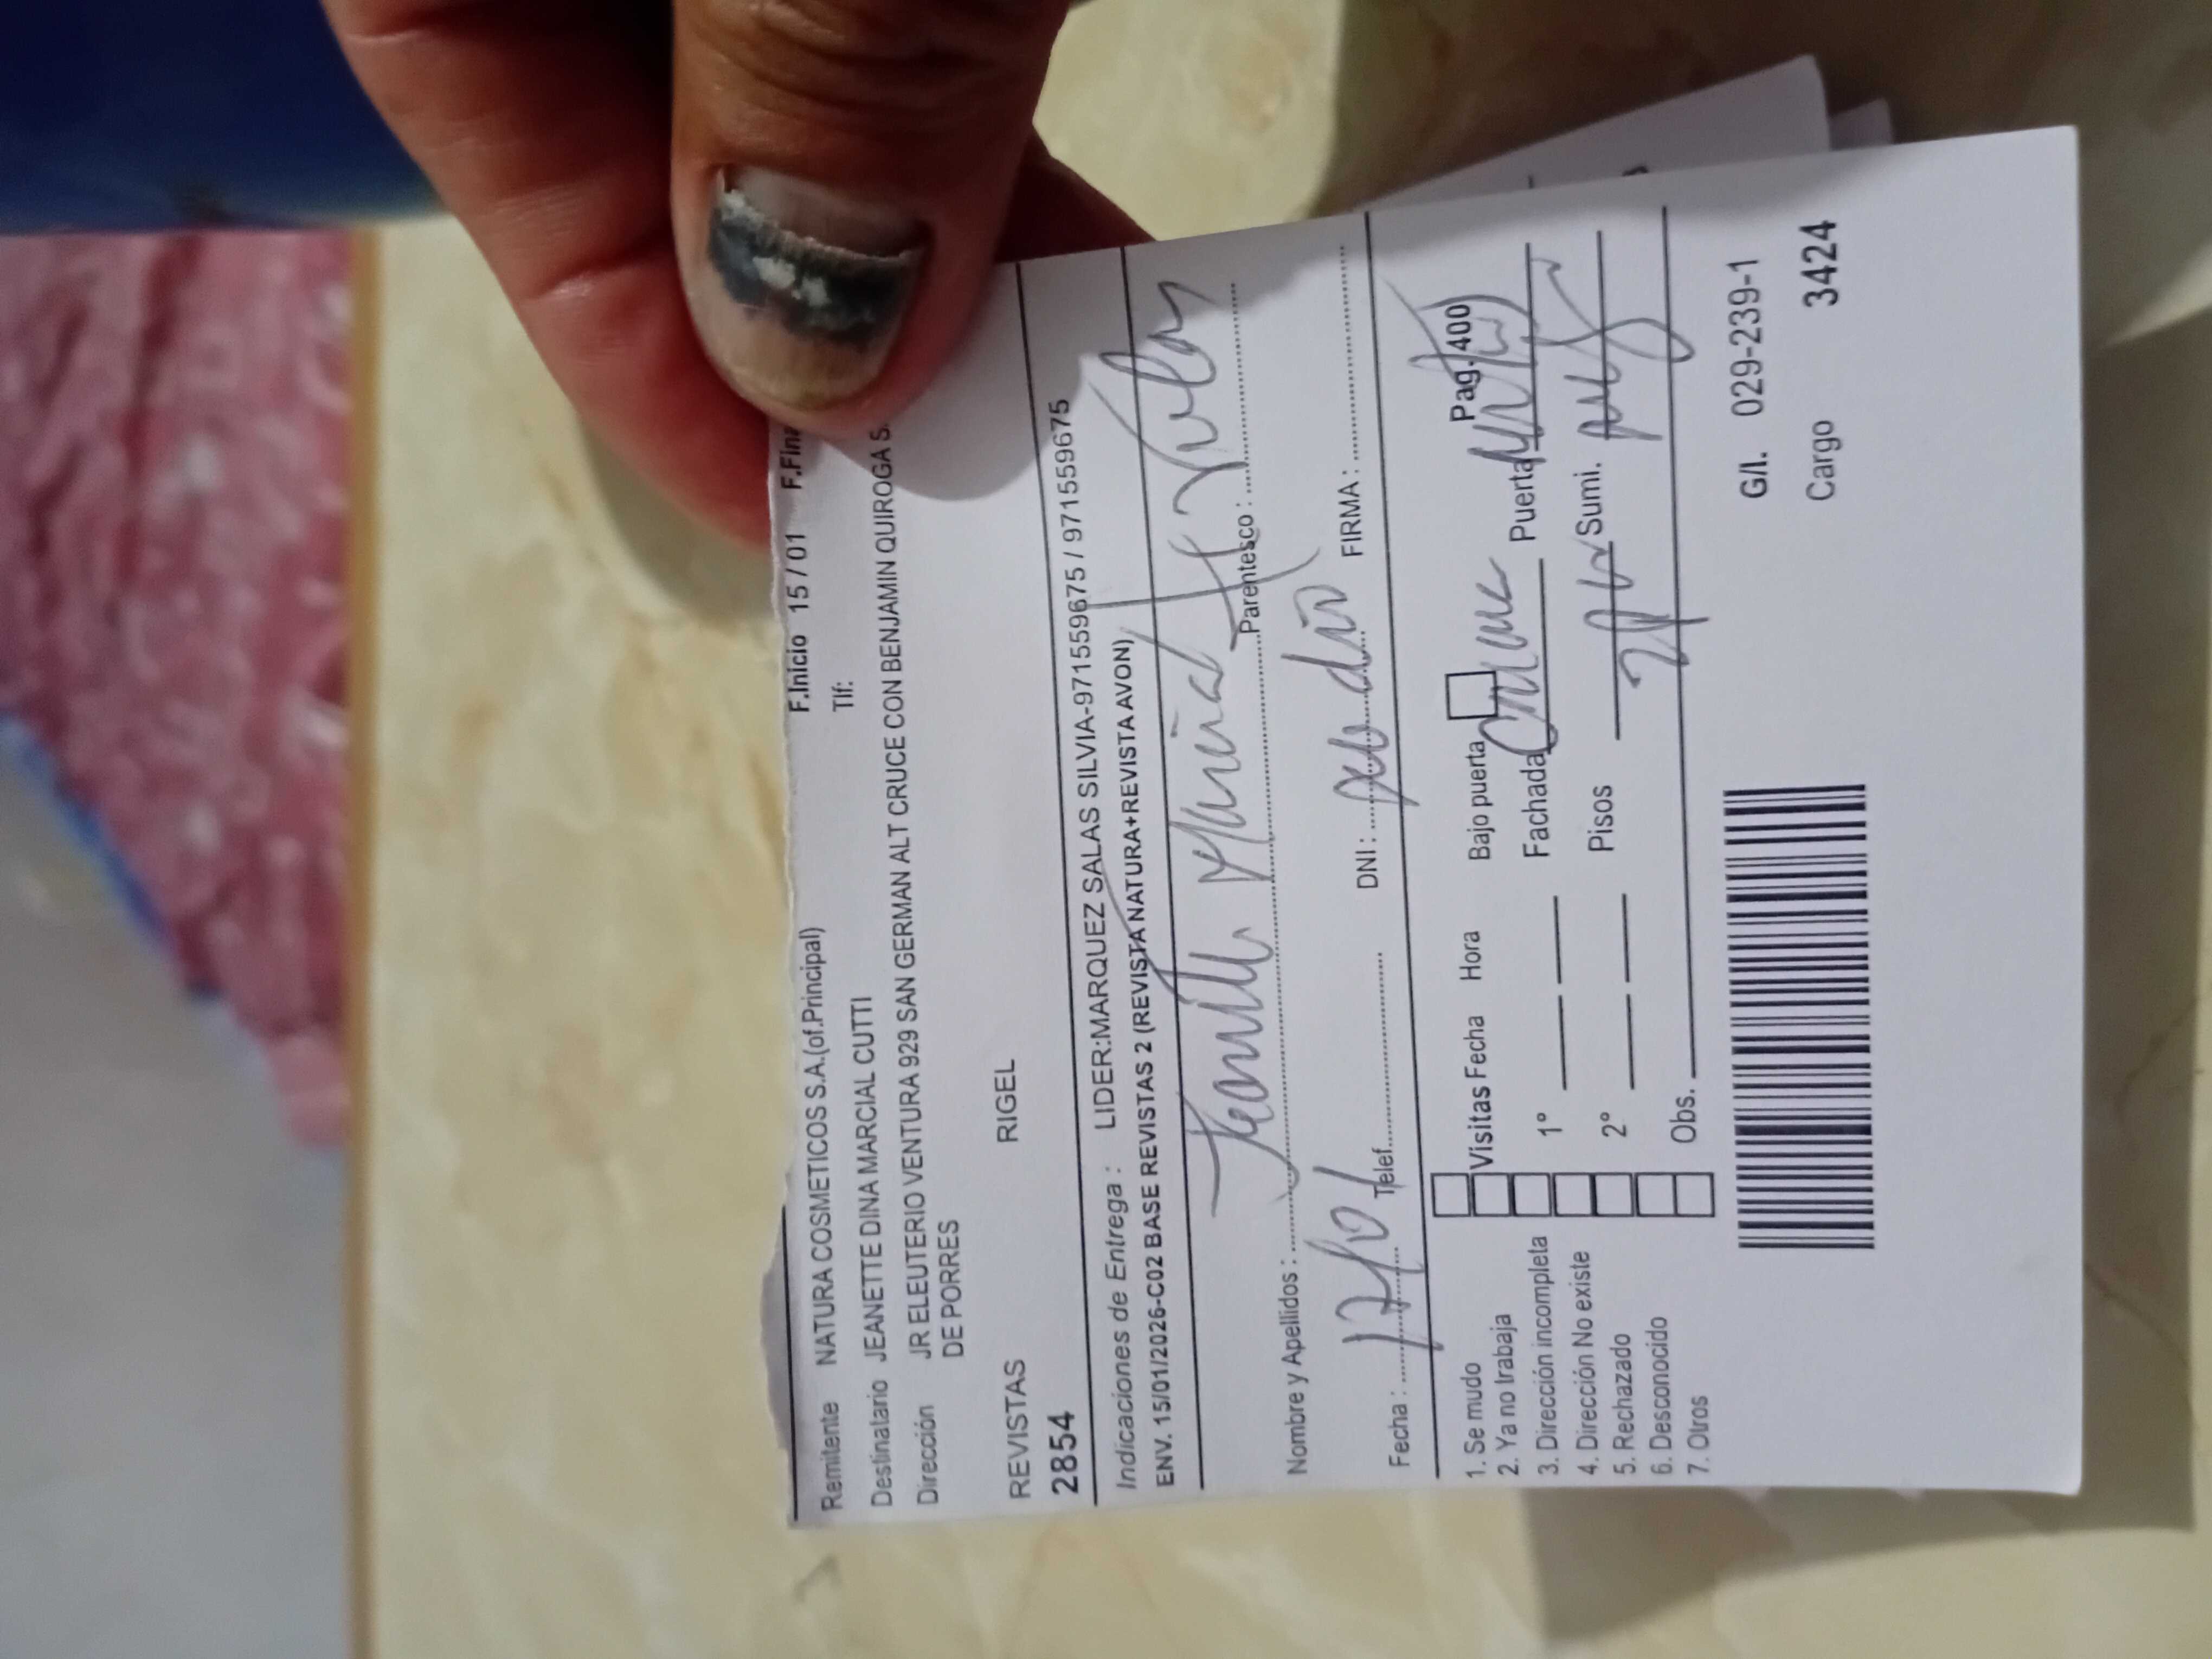 F.Inicio 15 / 01 F.Fina
Remitente NATURA COSMETICOS S.A.(of.Principal) Tlf:
Destinatario JEANETTE DINA MARCIAL CUTTI
Dirección JR ELEUTERIO VENTURA 929 SAN GERMAN ALT CRUCE CON BENJAMIN QUIROGA S.
DE PORRES
REVISTAS RIGEL
2854
Indicaciones de Entrega : LIDER:MARQUEZ SALAS SILVIA-971559675 / 971559675
ENV. 15/01/2026-C02 BASE REVISTAS 2 (REVISTA NATURA+REVISTA AVON)
Nombre y Apellidos : Marcial Parentesco :
Fecha : 17/01 Telef. DNI : FIRMA :
1. Se mudo Visitas Fecha Hora Bajo puerta Pag. 400
2. Ya no trabaja 1° Fachada Puerta
3. Dirección incompleta
4. Dirección No existe 2° Pisos Sumi.
5. Rechazado
6. Desconocido Obs.
7. Otros
G/I. 029-239-1
Cargo 3424